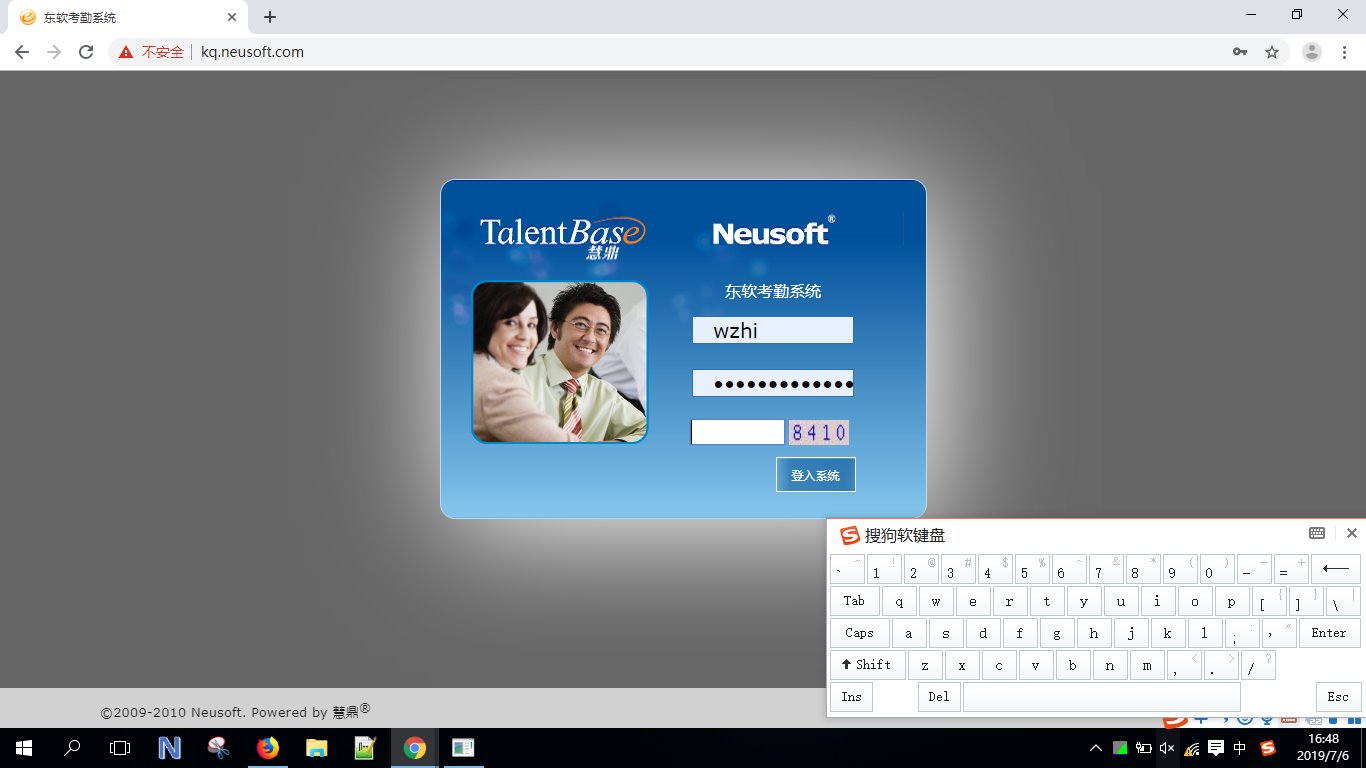 东软考勤系统
不安全 kq.neusoft.com
TalentBase
慧鼎
Neusoft®
东软考勤系统
wzhi
8410
登入系统
搜狗软键盘
` ~ 1 ! 2 @ 3 # 4 $ 5 % 6 ^ 7 & 8 * 9 ( 0 ) - — = + ←
Tab q w e r t y u i o p [ { ] } \ |
Caps a s d f g h j k l ; : ' " Enter
Shift z x c v b n m , < . > / ?
Ins Del Esc
©2009-2010 Neusoft. Powered by 慧鼎®
中
16:48
2019/7/6